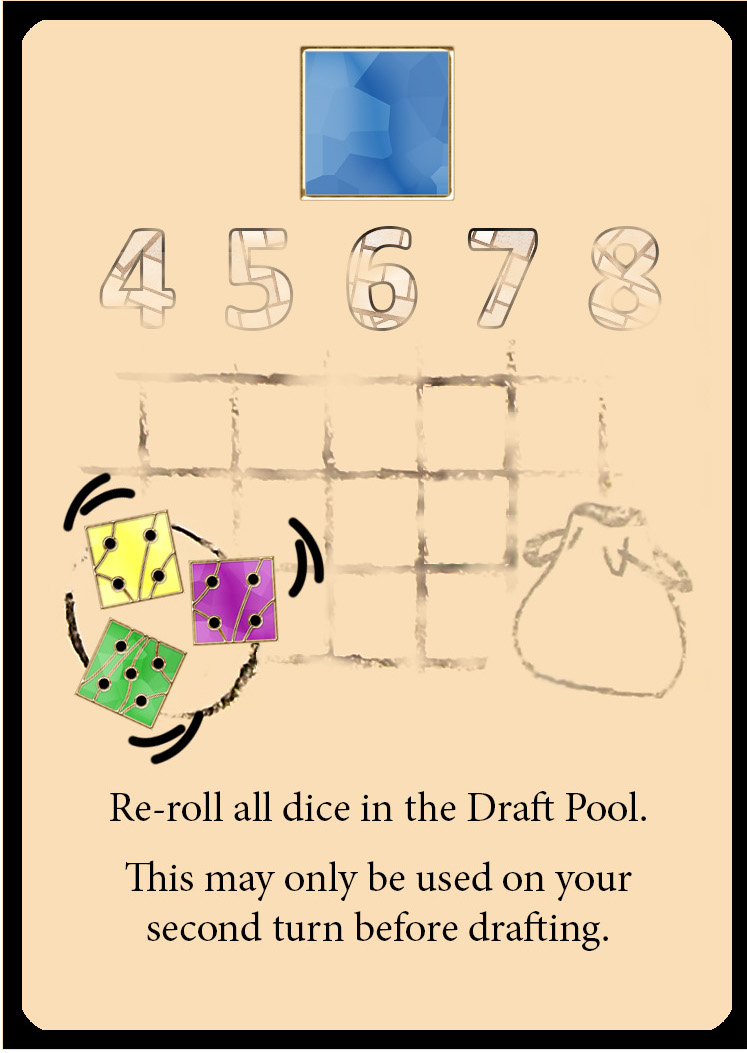 4 5 6 7 8
Re-roll all dice in the Draft Pool.
This may only be used on your
second turn before drafting.